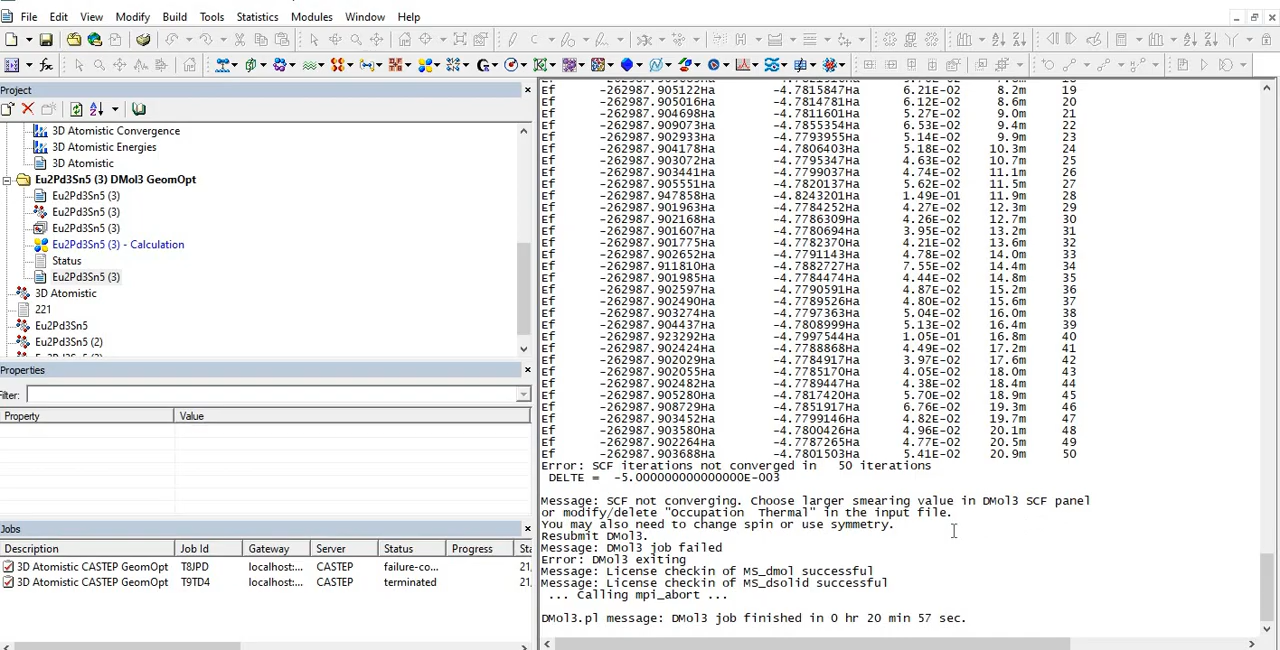 File Edit View Modify Build Tools Statistics Modules Window Help
Project
3D Atomistic Convergence
3D Atomistic Energies
3D Atomistic
Eu2Pd3Sn5 (3) DMol3 GeomOpt
Eu2Pd3Sn5 (3)
Eu2Pd3Sn5 (3)
Eu2Pd3Sn5 (3)
Eu2Pd3Sn5 (3) - Calculation
Status
Eu2Pd3Sn5 (3)
3D Atomistic
221
Eu2Pd3Sn5
Eu2Pd3Sn5 (2)
Properties
Filter:
Property Value
Jobs
Description Job Id Gateway Server Status Progress Sta
3D Atomistic CASTEP GeomOpt T8JPD localhost:... CASTEP failure-co... 21,
3D Atomistic CASTEP GeomOpt T9TD4 localhost:... CASTEP terminated 21,
Ef -262987.905122Ha -4.7815847Ha 6.21E-02 8.2m 19
Ef -262987.905016Ha -4.7814781Ha 6.12E-02 8.6m 20
Ef -262987.904698Ha -4.7811601Ha 5.27E-02 9.0m 21
Ef -262987.909073Ha -4.7855354Ha 6.53E-02 9.4m 22
Ef -262987.902933Ha -4.7793955Ha 5.14E-02 9.9m 23
Ef -262987.904178Ha -4.7806403Ha 5.18E-02 10.3m 24
Ef -262987.903072Ha -4.7795347Ha 4.63E-02 10.7m 25
Ef -262987.903441Ha -4.7799037Ha 4.74E-02 11.1m 26
Ef -262987.905551Ha -4.7820137Ha 5.62E-02 11.5m 27
Ef -262987.947858Ha -4.8243201Ha 1.49E-01 11.9m 28
Ef -262987.901963Ha -4.7784252Ha 4.27E-02 12.3m 29
Ef -262987.902168Ha -4.7786309Ha 4.26E-02 12.7m 30
Ef -262987.901607Ha -4.7780694Ha 3.95E-02 13.2m 31
Ef -262987.901775Ha -4.7782370Ha 4.21E-02 13.6m 32
Ef -262987.902652Ha -4.7791143Ha 4.78E-02 14.0m 33
Ef -262987.911810Ha -4.7882727Ha 7.55E-02 14.4m 34
Ef -262987.901985Ha -4.7784474Ha 4.44E-02 14.8m 35
Ef -262987.902597Ha -4.7790591Ha 4.87E-02 15.2m 36
Ef -262987.902490Ha -4.7789526Ha 4.80E-02 15.6m 37
Ef -262987.903274Ha -4.7797363Ha 5.04E-02 16.0m 38
Ef -262987.904437Ha -4.7808999Ha 5.13E-02 16.4m 39
Ef -262987.923292Ha -4.7997544Ha 1.05E-01 16.8m 40
Ef -262987.902424Ha -4.7788868Ha 4.49E-02 17.2m 41
Ef -262987.902029Ha -4.7784917Ha 3.97E-02 17.6m 42
Ef -262987.902055Ha -4.7785170Ha 4.05E-02 18.0m 43
Ef -262987.902482Ha -4.7789447Ha 4.38E-02 18.4m 44
Ef -262987.905280Ha -4.7817420Ha 5.70E-02 18.9m 45
Ef -262987.908729Ha -4.7851917Ha 6.76E-02 19.3m 46
Ef -262987.903452Ha -4.7799146Ha 4.82E-02 19.7m 47
Ef -262987.903580Ha -4.7800426Ha 4.96E-02 20.1m 48
Ef -262987.902264Ha -4.7787265Ha 4.77E-02 20.5m 49
Ef -262987.903688Ha -4.7801503Ha 5.41E-02 20.9m 50
Error: SCF iterations not converged in 50 iterations
DELTE = -5.000000000000000E-003
Message: SCF not converging. Choose larger smearing value in DMol3 SCF panel
or modify/delete "Occupation Thermal" in the input file.
You may also need to change spin or use symmetry.
Resubmit DMol3.
Message: DMol3 job failed
Error: DMol3 exiting
Message: License checkin of MS_dmol successful
Message: License checkin of MS_dsolid successful
... Calling mpi_abort ...
DMol3.pl message: DMol3 job finished in 0 hr 20 min 57 sec.